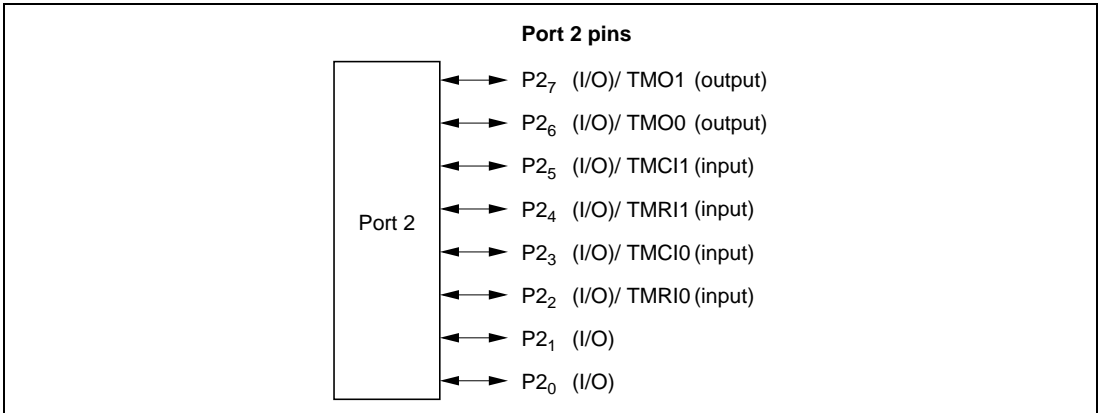 Port 2 pins
P2₇ (I/O)/ TMO1 (output)
P2₆ (I/O)/ TMO0 (output)
P2₅ (I/O)/ TMCI1 (input)
P2₄ (I/O)/ TMRI1 (input)
Port 2
P2₃ (I/O)/ TMCI0 (input)
P2₂ (I/O)/ TMRI0 (input)
P2₁ (I/O)
P2₀ (I/O)